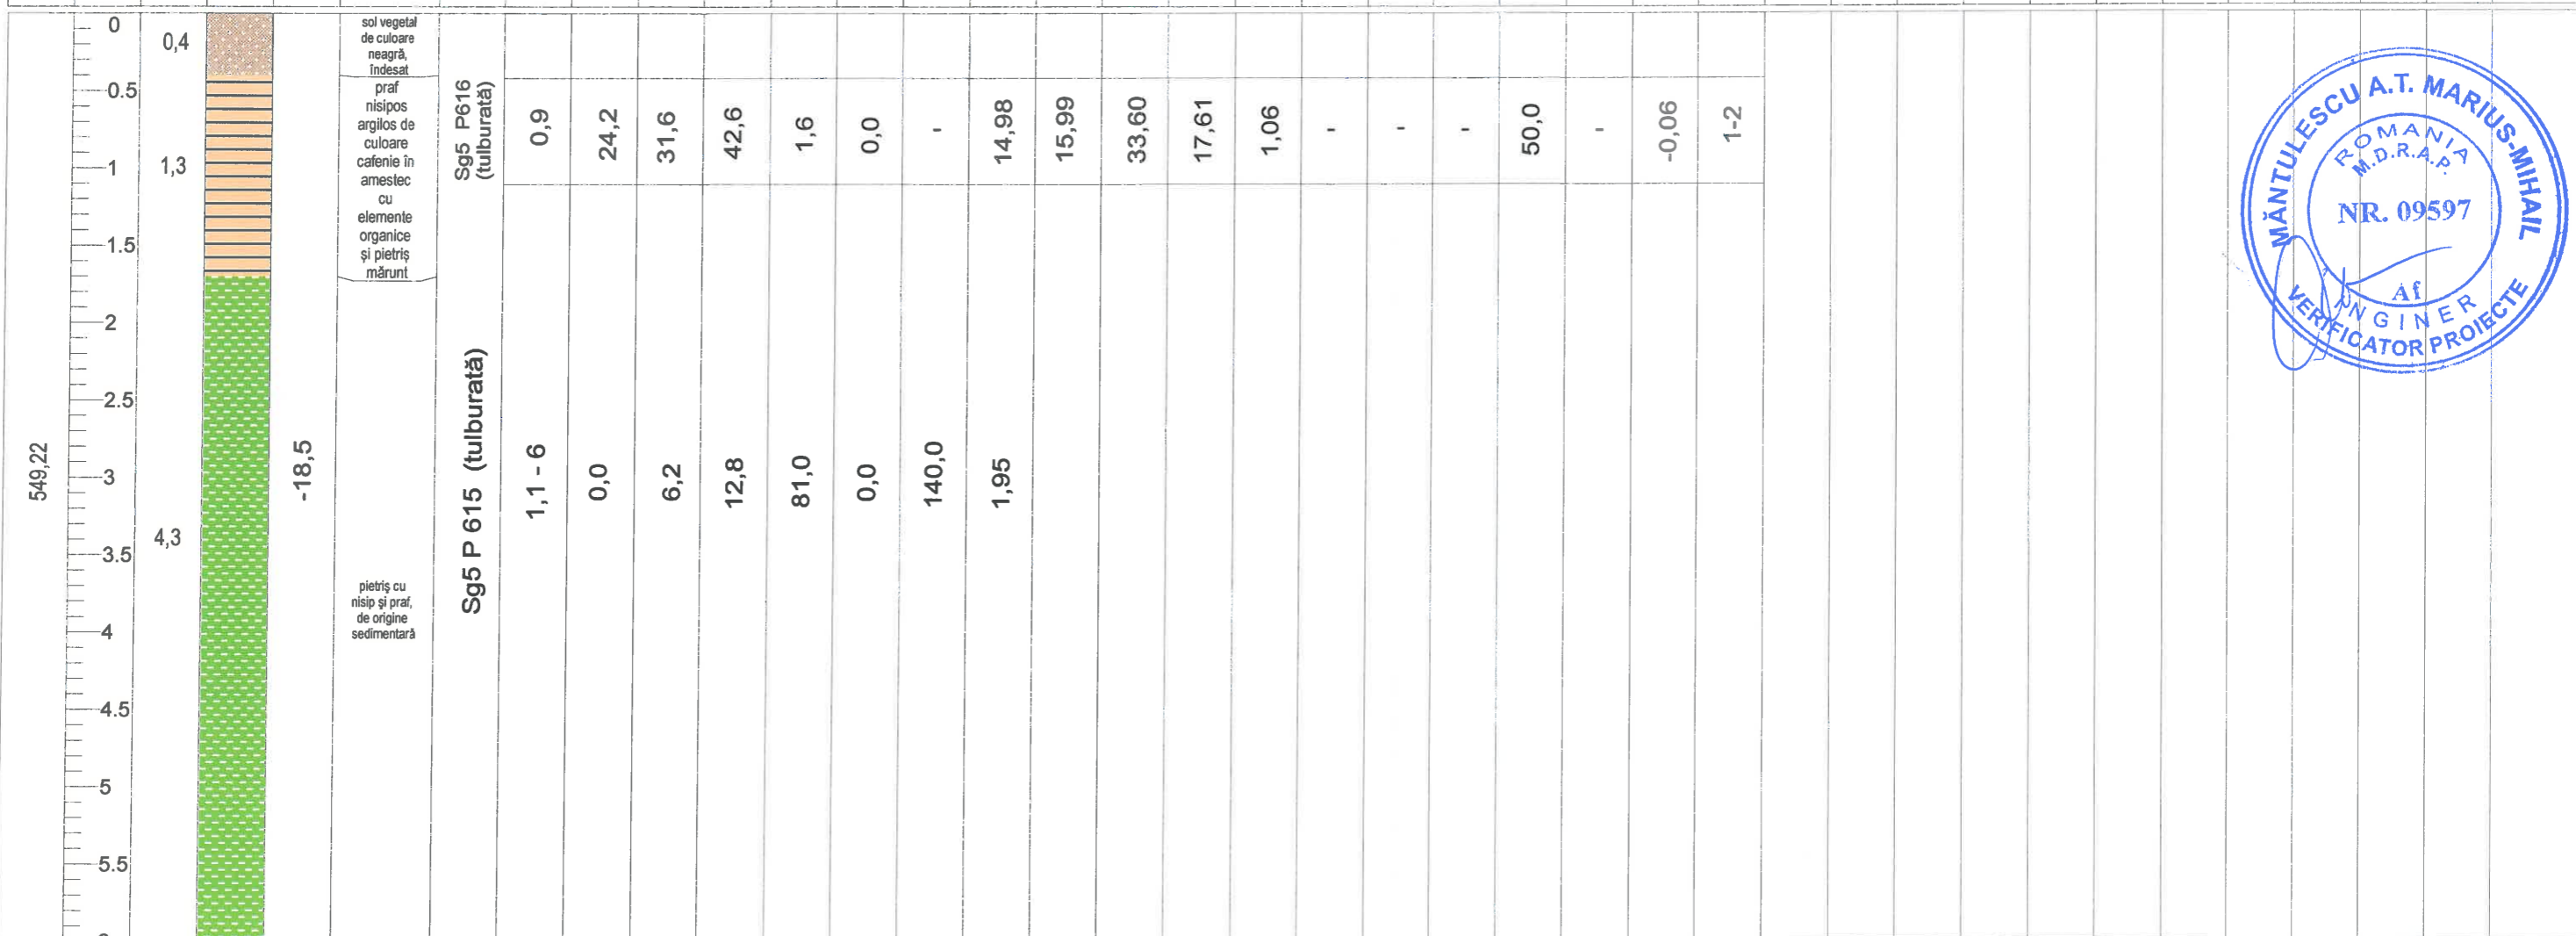 0
0.5
1
1.5
2
2.5
3
3.5
4
4.5
5
5.5
549,22
0,4
1,3
4,3
-18,5
sol vegetal
de culoare
neagră,
îndesat
praf
nisipos
argilos de
culoare
cafenie în
amestec
cu
elemente
organice
și pietriș
mărunt
pietriș cu
nisip și praf,
de origine
sedimentară
Sg5 P616
(tulburată)
0,9
24,2
31,6
42,6
1,6
0,0
-
14,98
15,99
33,60
17,61
1,06
-
-
-
50,0
-
-0,06
1-2
Sg5 P 615 (tulburată)
1,1 - 6
0,0
6,2
12,8
81,0
0,0
140,0
1,95
MĂNTULESCU A.T. MARIUS-MIHAIL
ROMANIA
M.D.R.A.P.
NR. 09597
Af
INGINER
VERIFICATOR PROIECTE